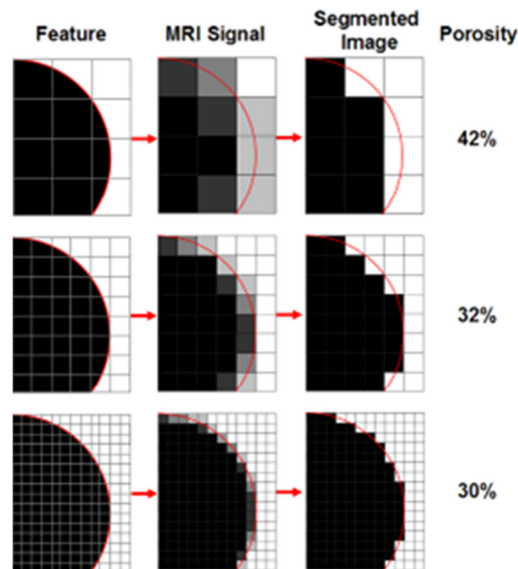 Feature
MRI Signal
Segmented
Image
Porosity
42%
32%
30%